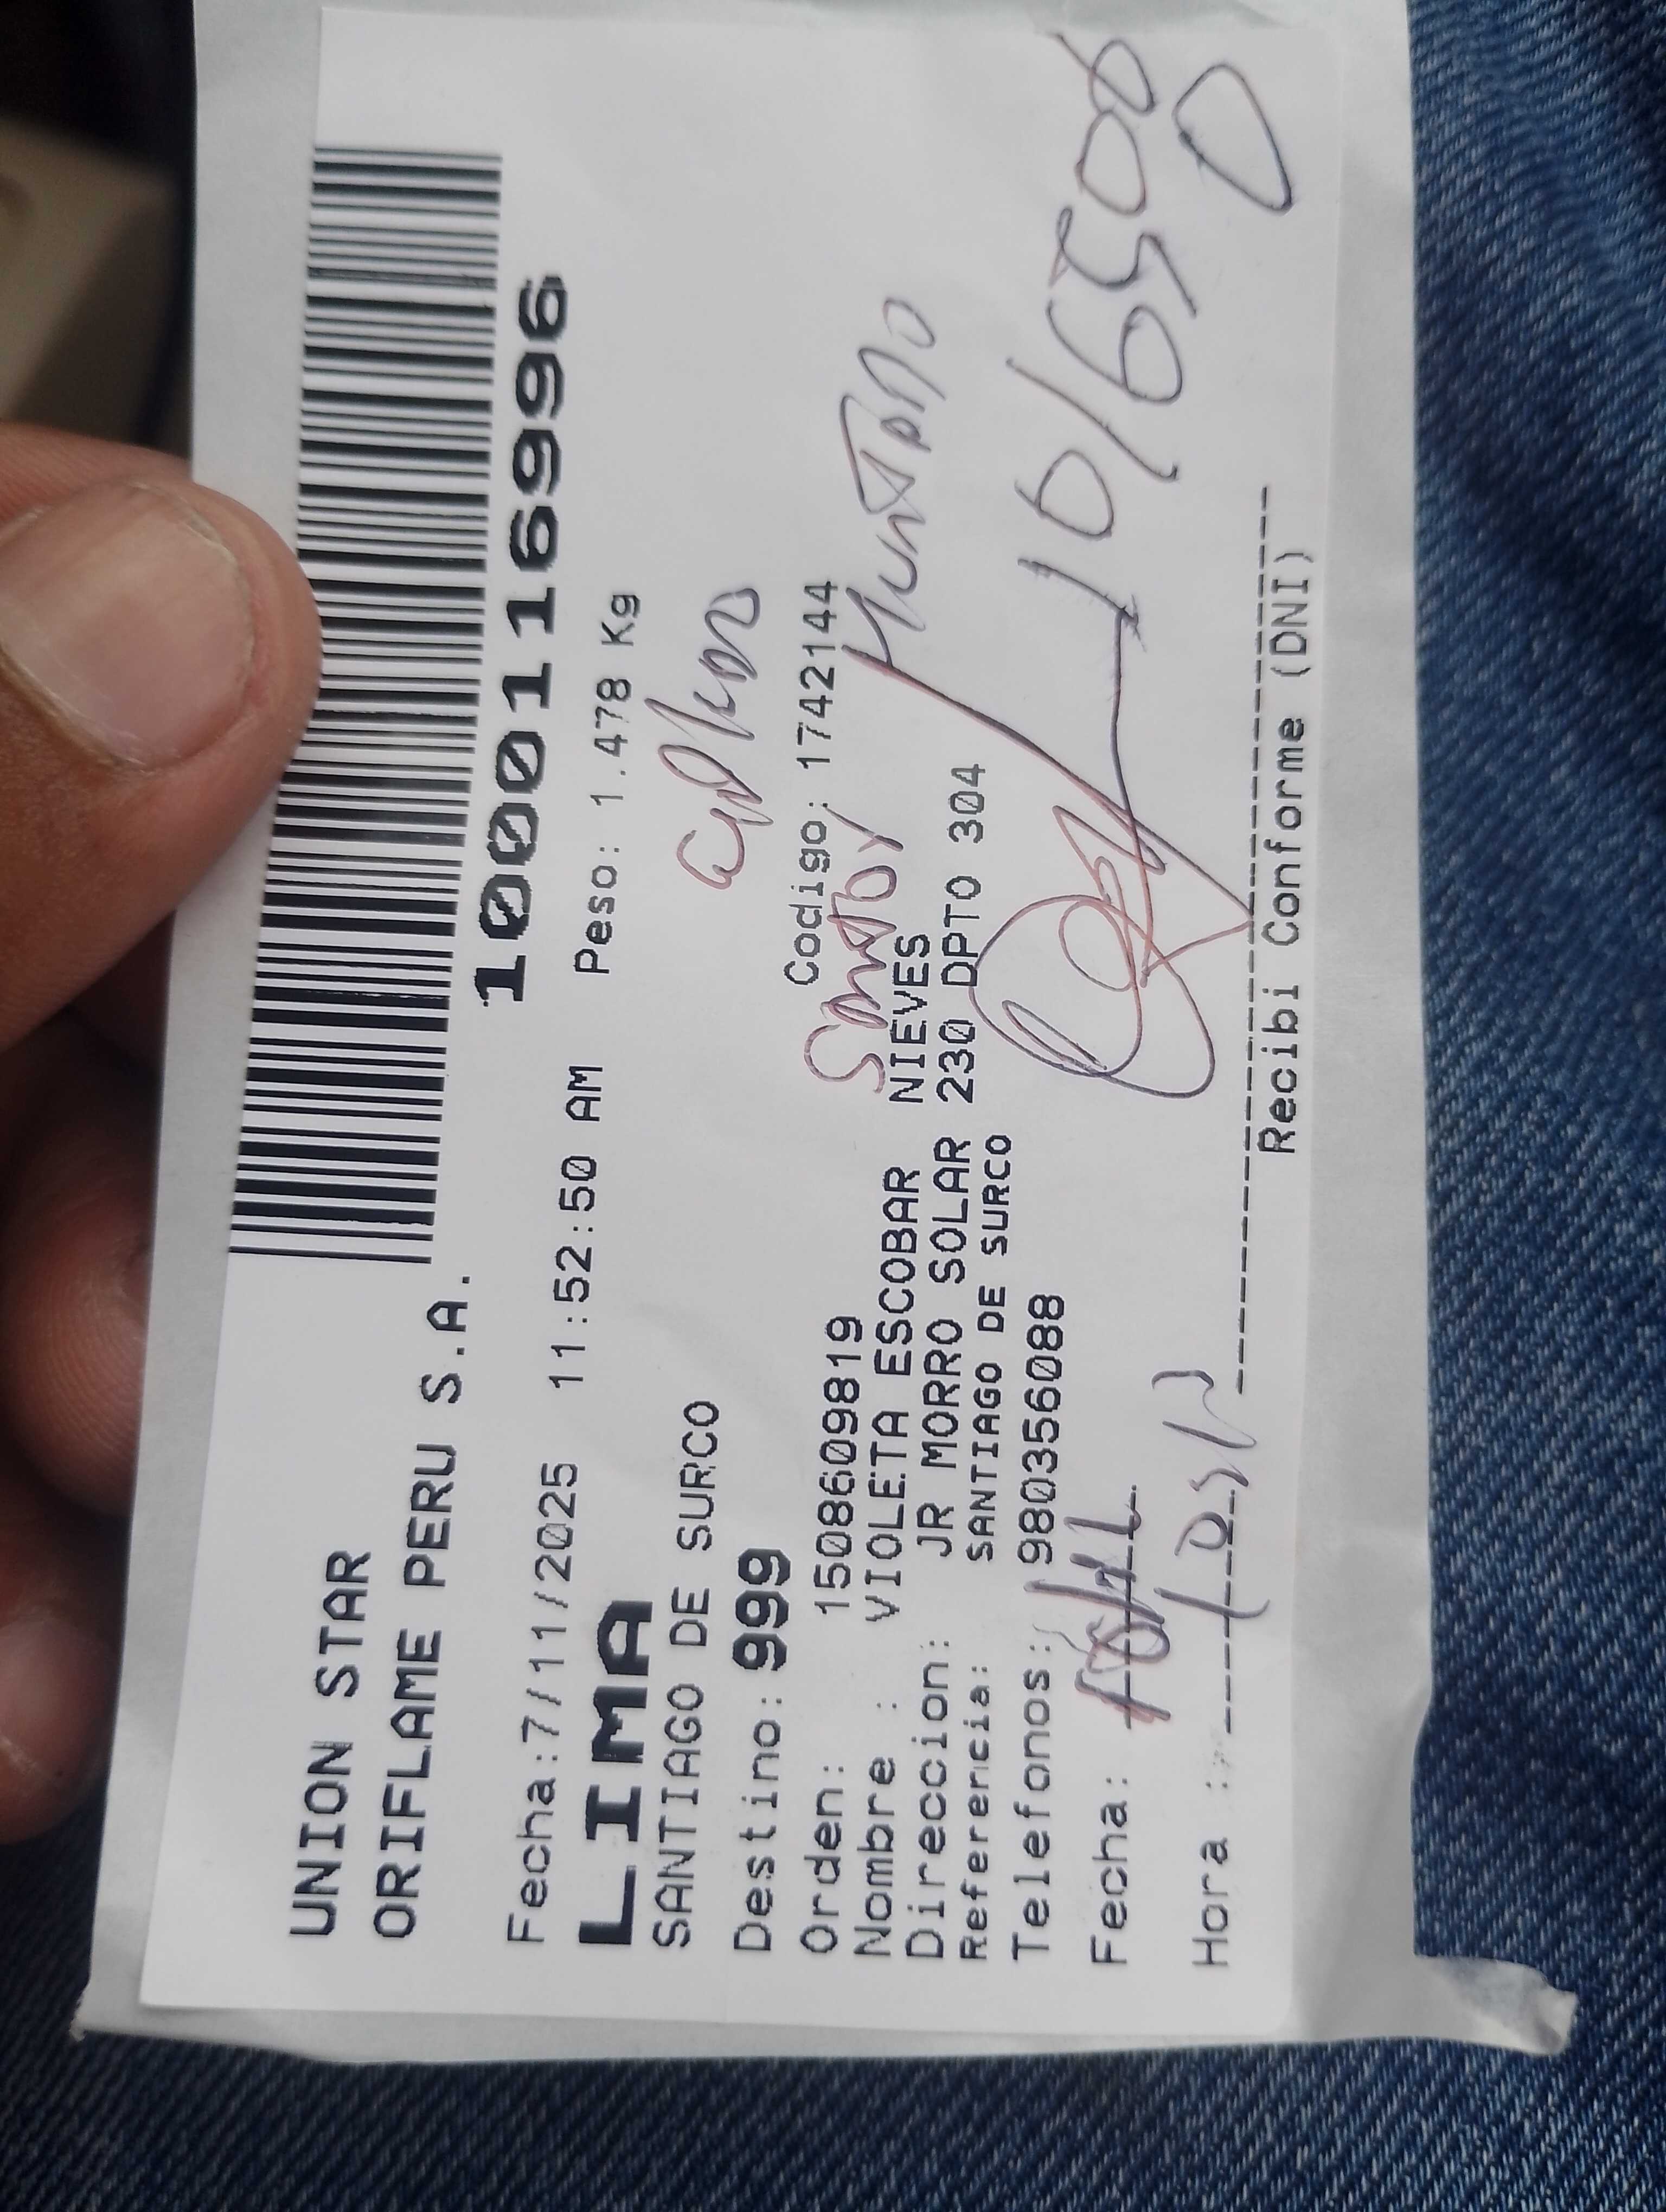 UNION STAR
ORIFLAME PERU S.A.
1000116996
Fecha:7/11/2025 11:52:50 AM Peso: 1.478 Kg
LIMA
SANTIAGO DE SURCO
Destino: 999
Codigo: 1742144
Orden: 1508609819
Nombre : VIOLETA ESCOBAR NIEVES
Direccion: JR MORRO SOLAR 230 DPTO 304
Referencia: SANTIAGO DE SURCO
Telefonos: 980356088
Fecha:
Hora :
Recibi Conforme (DNI)